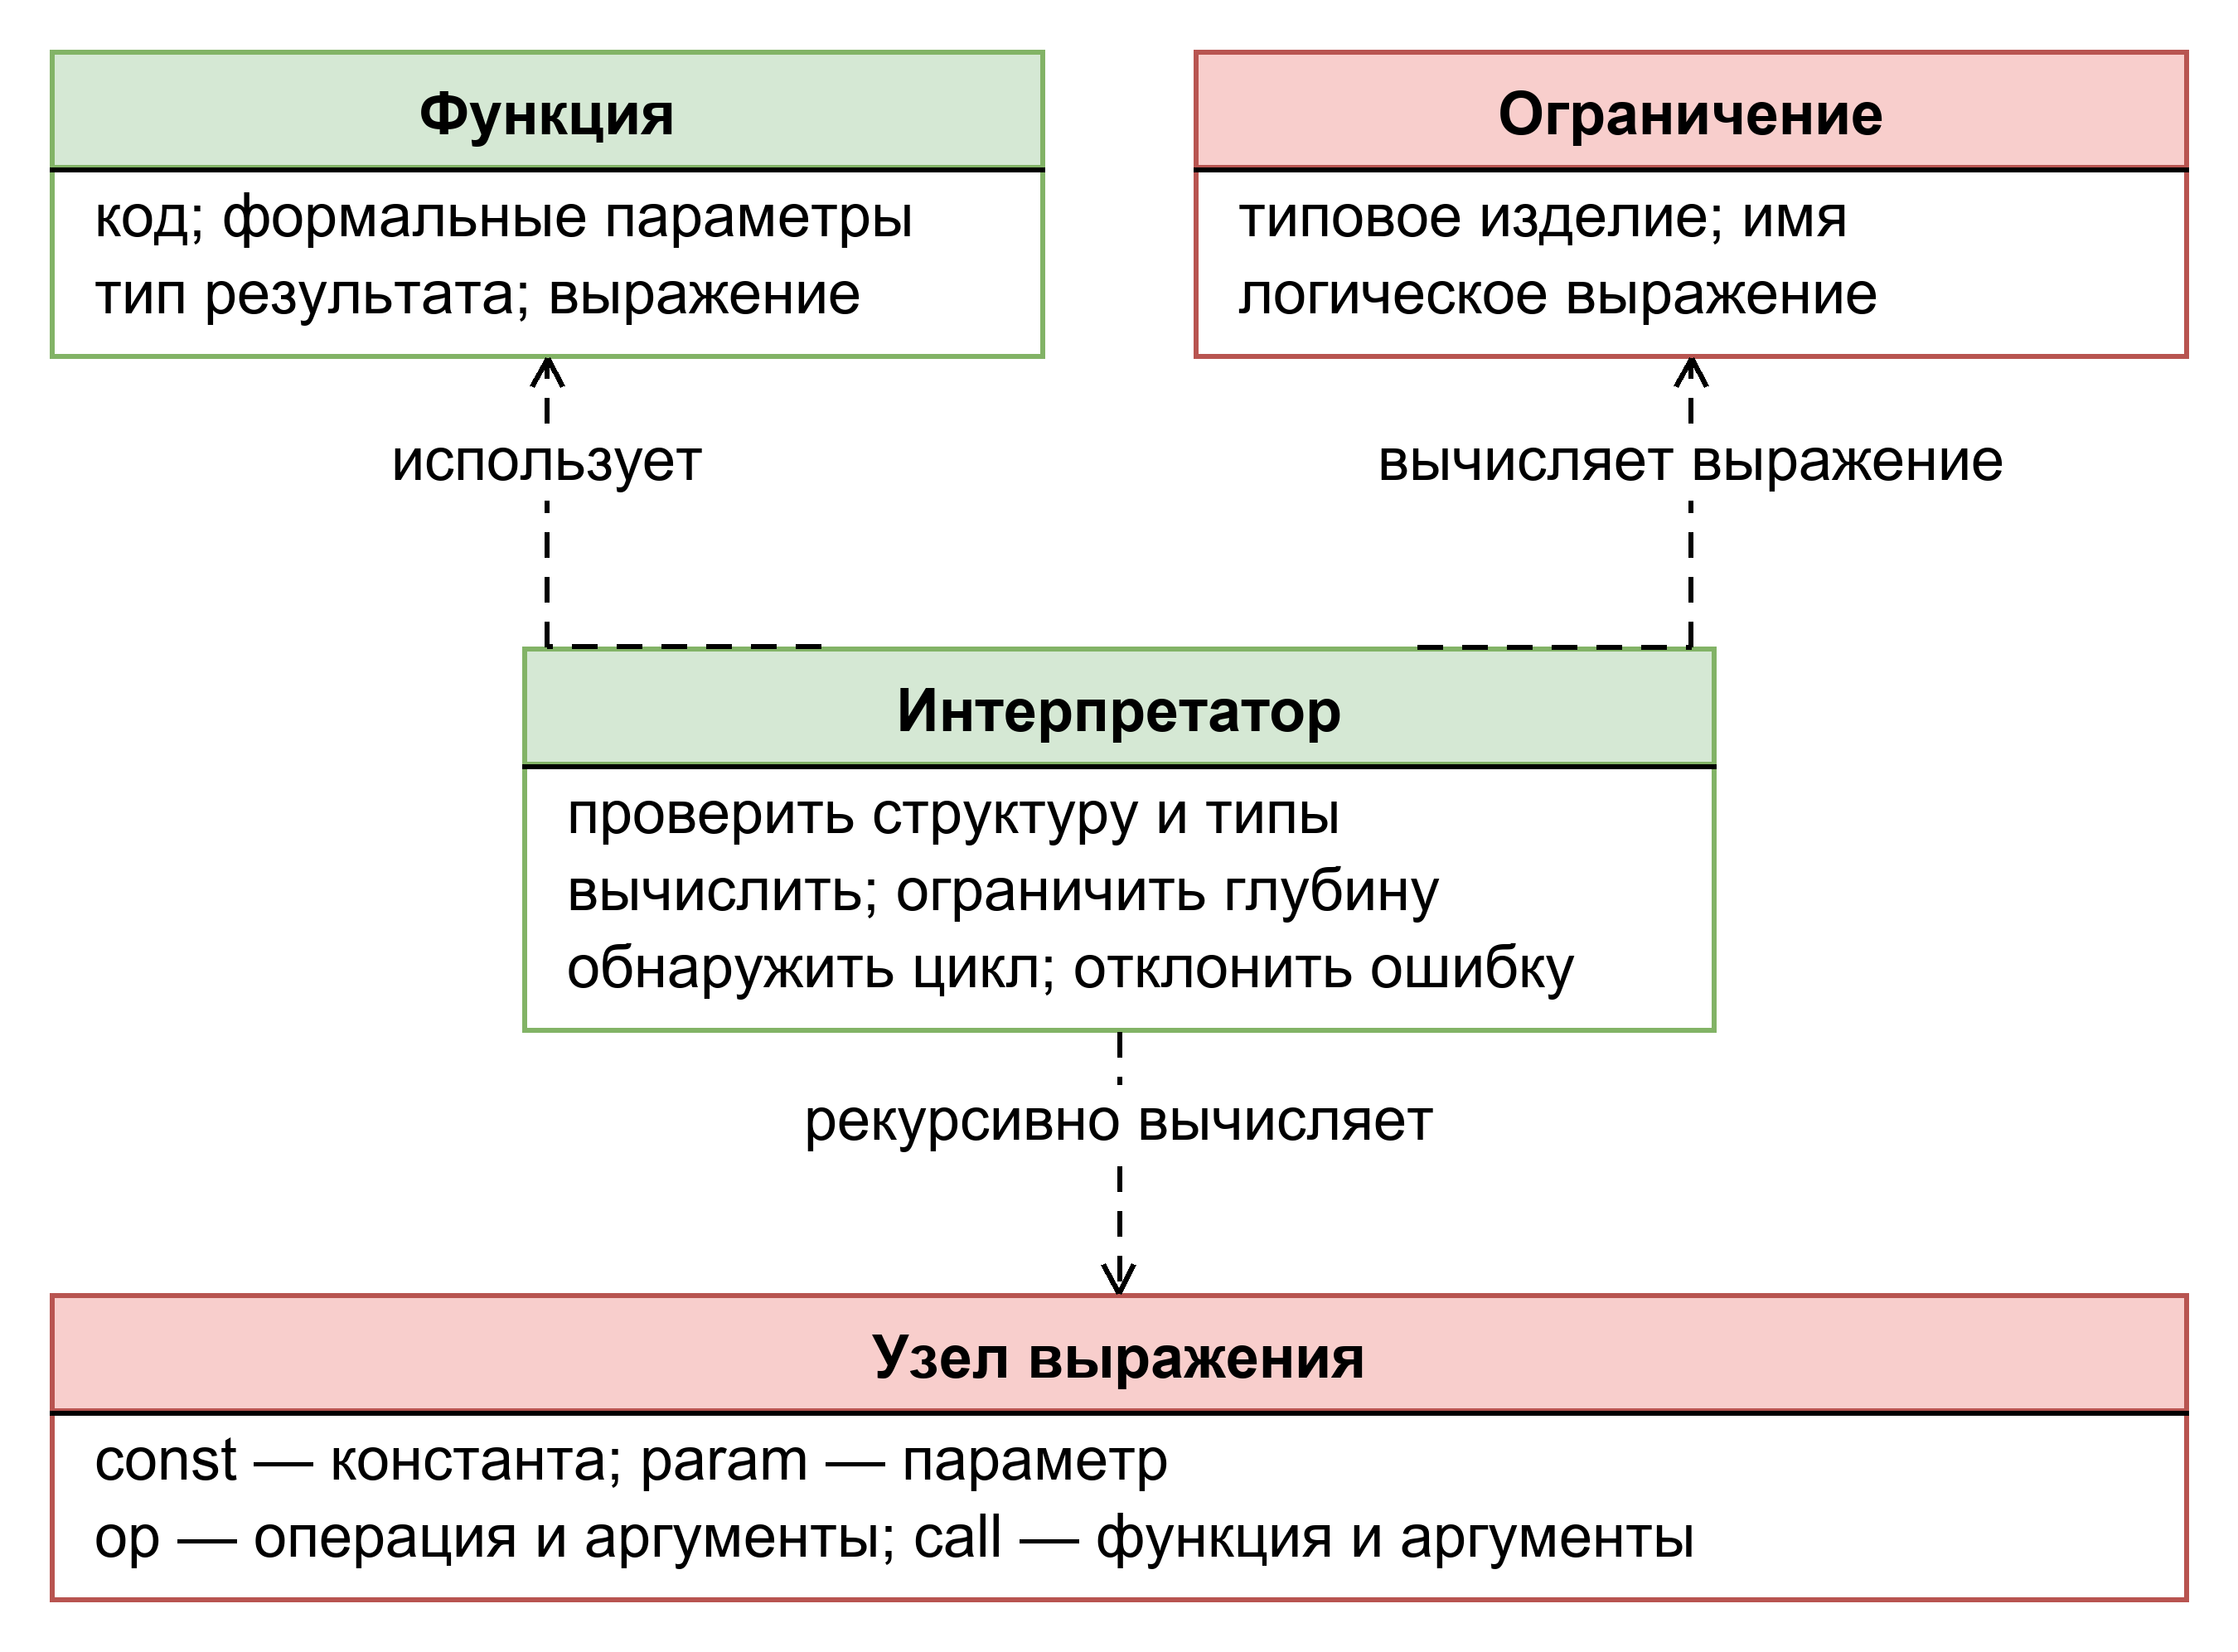 Функция
код; формальные параметры
тип результата; выражение
Ограничение
типовое изделие; имя
логическое выражение
использует
вычисляет выражение
Интерпретатор
проверить структуру и типы
вычислить; ограничить глубину
обнаружить цикл; отклонить ошибку
рекурсивно вычисляет
Узел выражения
const — константа; param — параметр
op — операция и аргументы; call — функция и аргументы